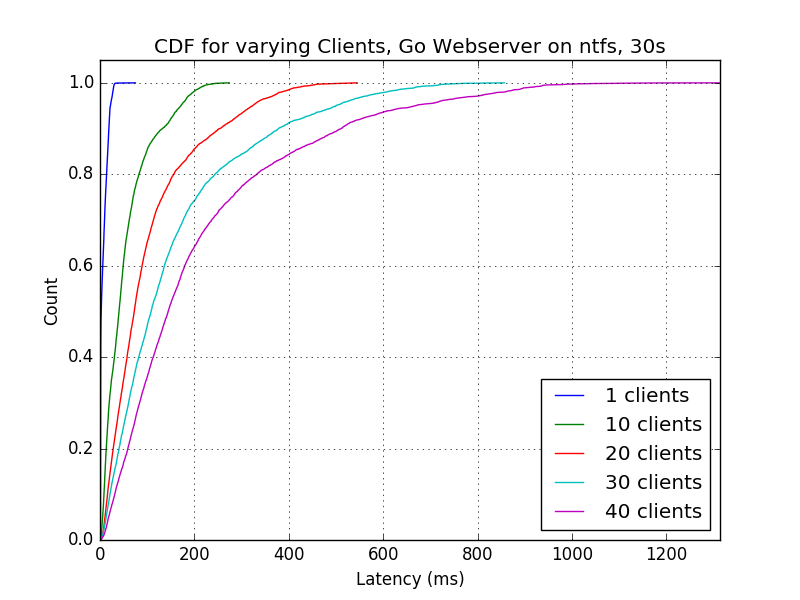 CDF for varying Clients, Go Webserver on ntfs, 30s
1.0
0.8
0.6
0.4
0.2
0.0
Count
0 200 400 600 800 1000 1200
Latency (ms)
1 clients
10 clients
20 clients
30 clients
40 clients